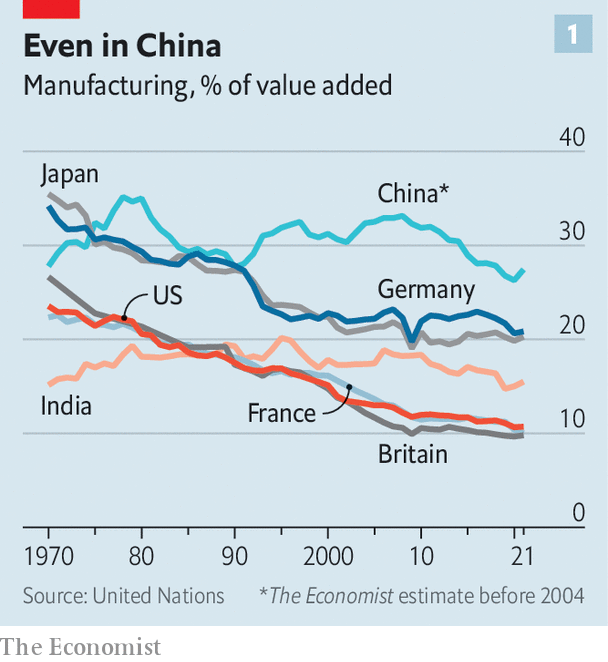 Even in China
1
Manufacturing, % of value added
40
Japan
China*
30
US
Germany
20
India
France
10
Britain
0
1970 80 90 2000 10 21
Source: United Nations *The Economist estimate before 2004
The Economist